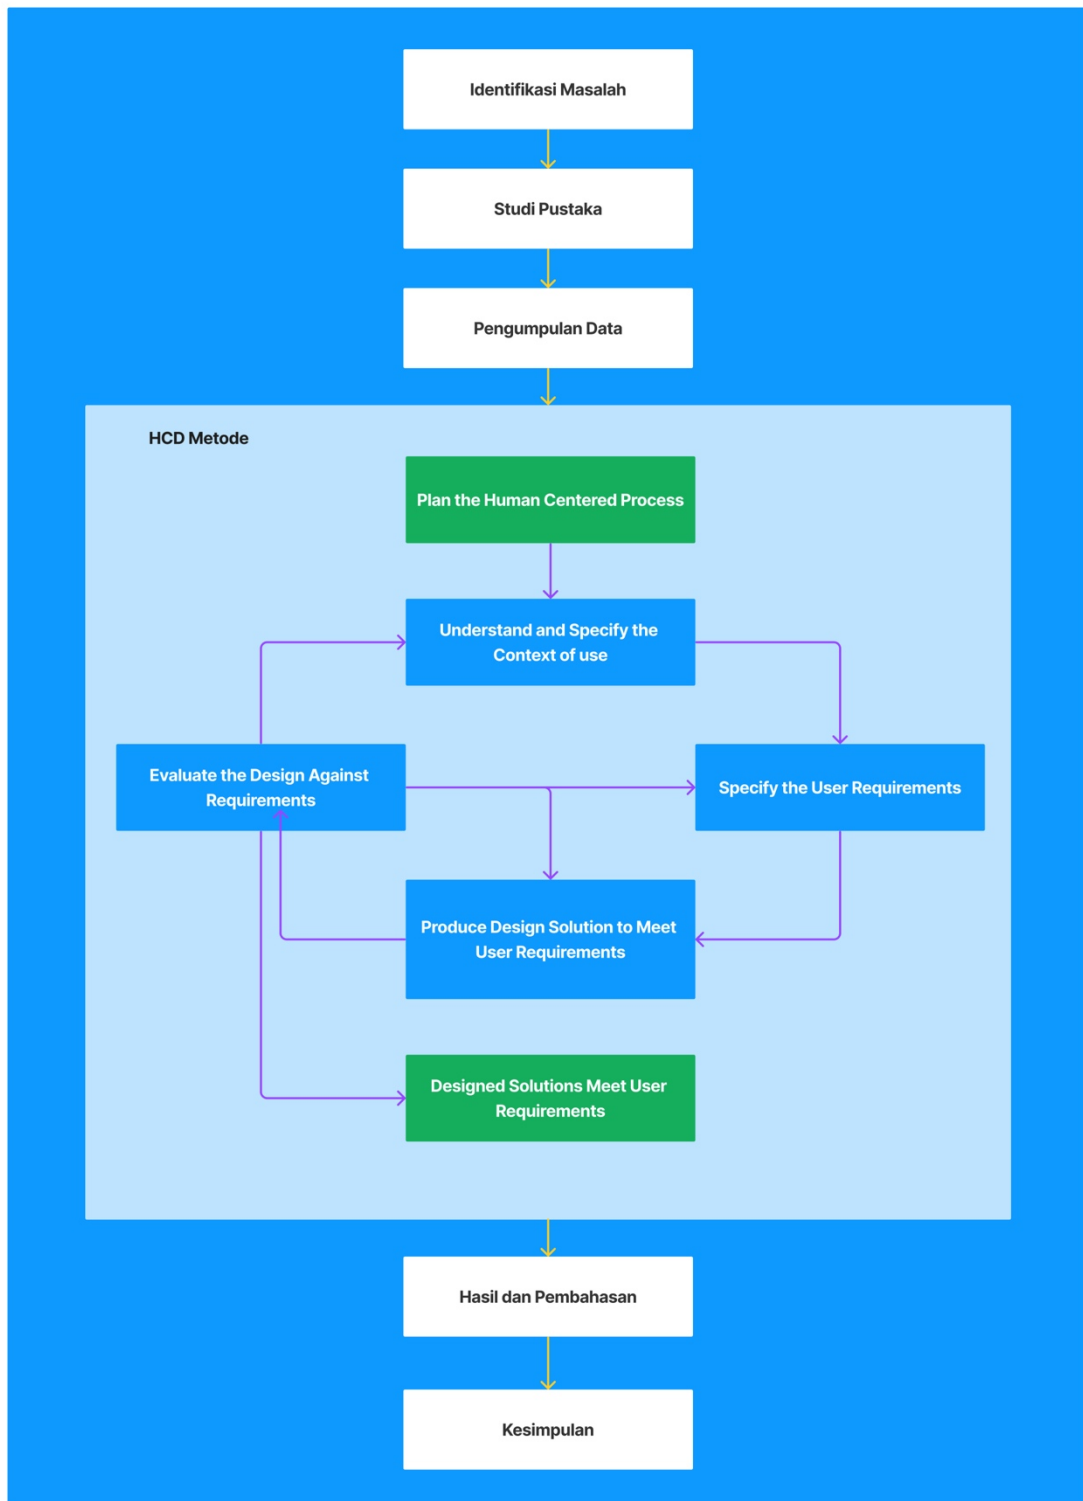 Identifikasi Masalah
Studi Pustaka
Pengumpulan Data
HCD Metode
Plan the Human Centered Process
Understand and Specify the
Context of use
Evaluate the Design Against
Requirements
Specify the User Requirements
Produce Design Solution to Meet
User Requirements
Designed Solutions Meet User
Requirements
Hasil dan Pembahasan
Kesimpulan